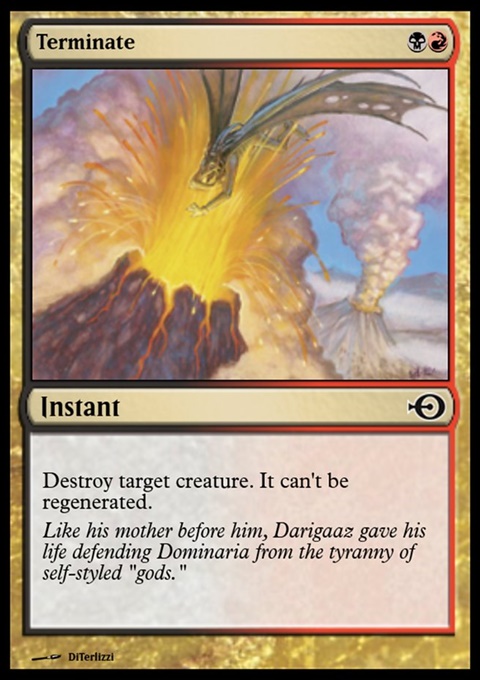 Terminate
Instant
Destroy target creature. It can't be
regenerated.
Like his mother before him, Darigaaz gave his
life defending Dominaria from the tyranny of
self-styled "gods."
DiTerlizzi